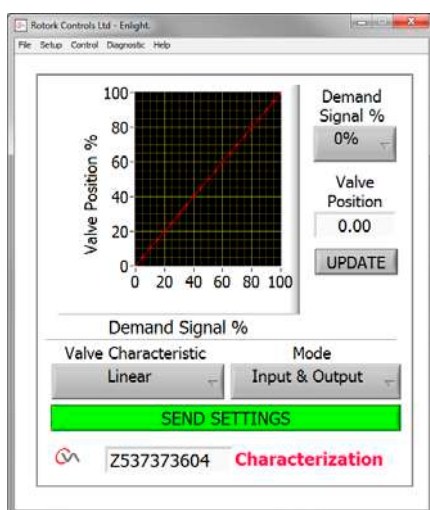 Rotork Controls Ltd - Enlight.
File Setup Control Diagnostic Help
100
80
60
40
20
0
Valve Position %
0 20 40 60 80 100
Demand Signal %
Demand
Signal %
0%
Valve
Position
0.00
UPDATE
Valve Characteristic
Linear
Mode
Input & Output
SEND SETTINGS
Z537373604
Characterization